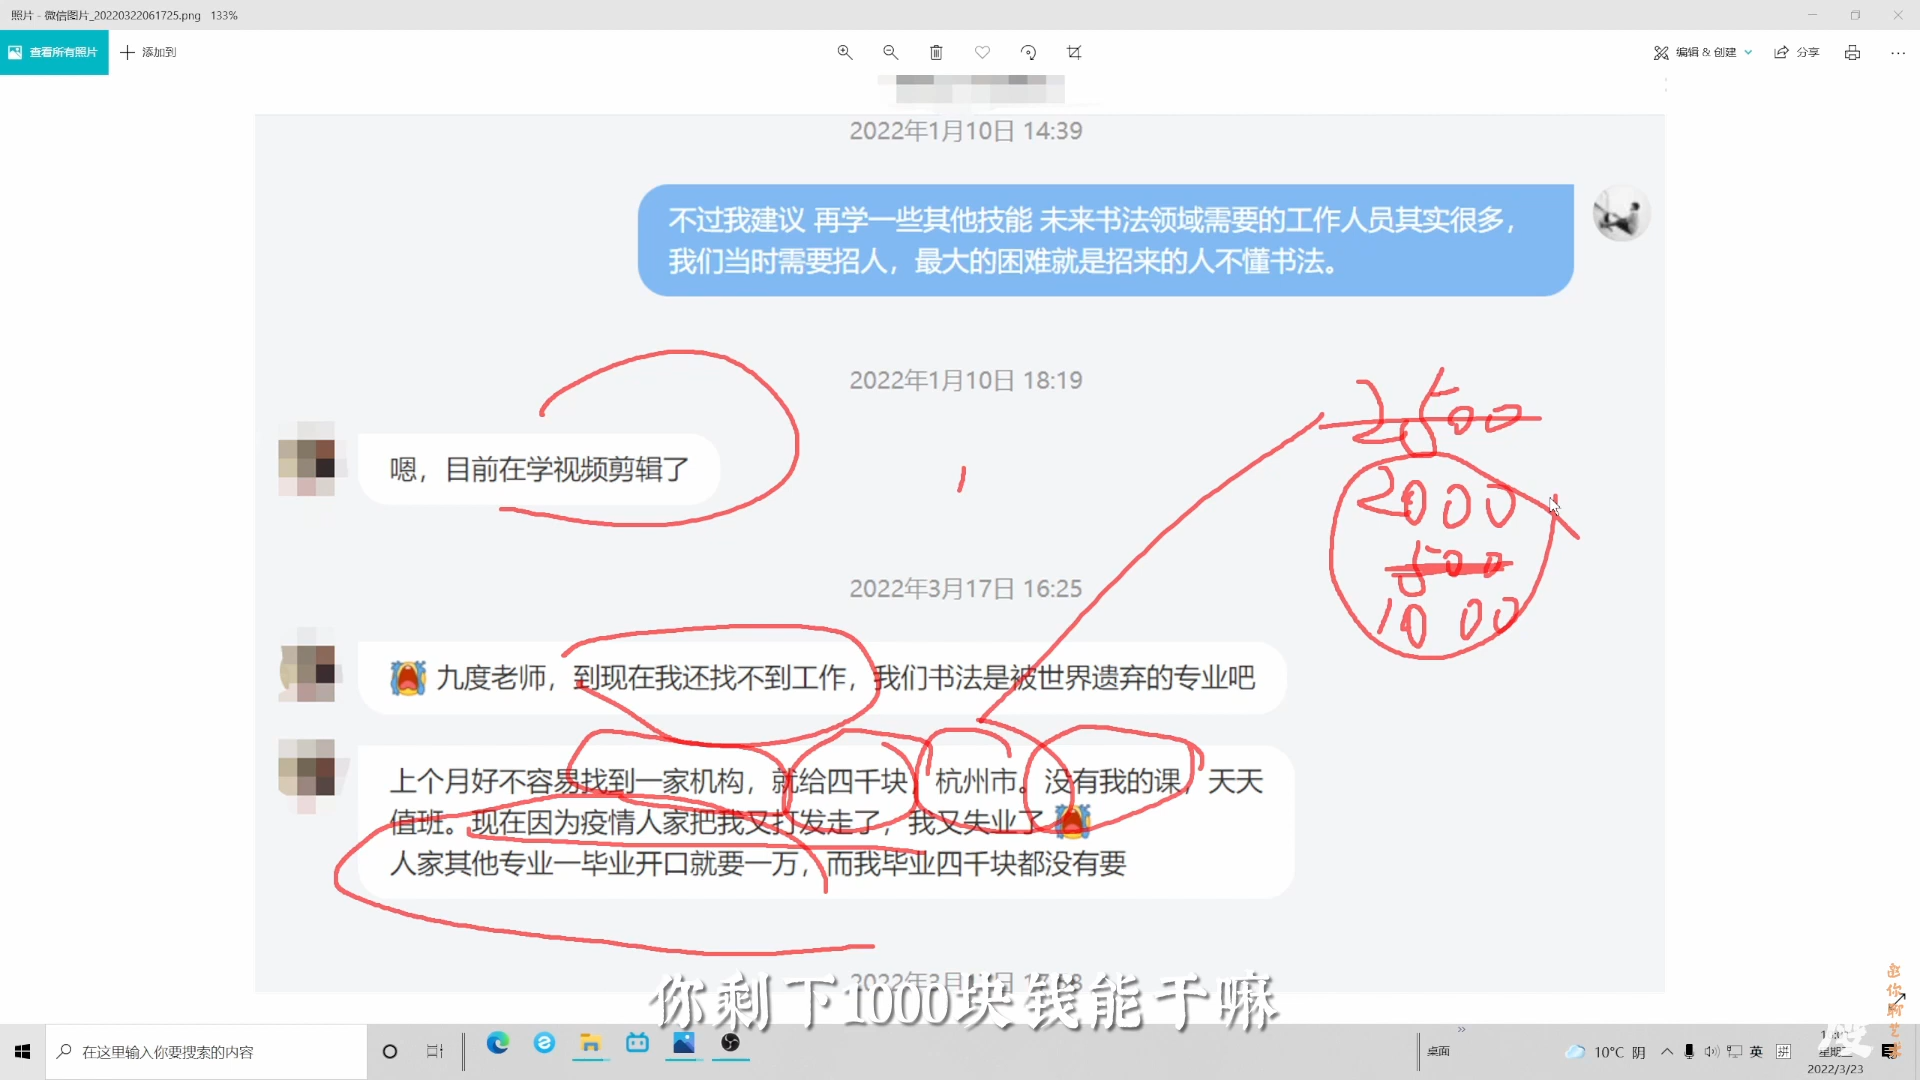 照片 - 微信图片_20220322061725.png 133%
查看所有照片
添加到
编辑 & 创建
分享
2022年1月10日 14:39
不过我建议 再学一些其他技能 未来书法领域需要的工作人员其实很多，
我们当时需要招人，最大的困难就是招来的人不懂书法。
2022年1月10日 18:19
嗯，目前在学视频剪辑了
2500
2000
500
1000
2022年3月17日 16:25
九度老师，到现在我还找不到工作，我们书法是被世界遗弃的专业吧
上个月好不容易找到一家机构，就给四千块，杭州市。没有我的课，天天
值班。现在因为疫情人家把我又打发走了，我又失业了
人家其他专业一毕业开口就要一万，而我毕业四千块都没有要
你剩下1000块钱能干嘛
在这里输入你要搜索的内容
桌面
10°C 阴
英
拼
2022/3/23